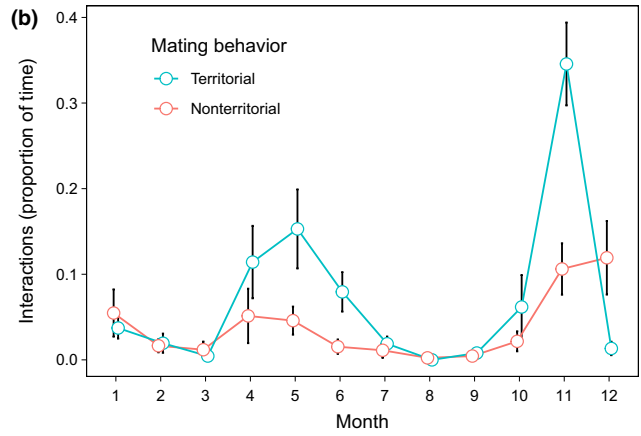 (b)
Mating behavior
Territorial
Nonterritorial
Interactions (proportion of time)
0.4
0.3
0.2
0.1
0.0
1 2 3 4 5 6 7 8 9 10 11 12
Month